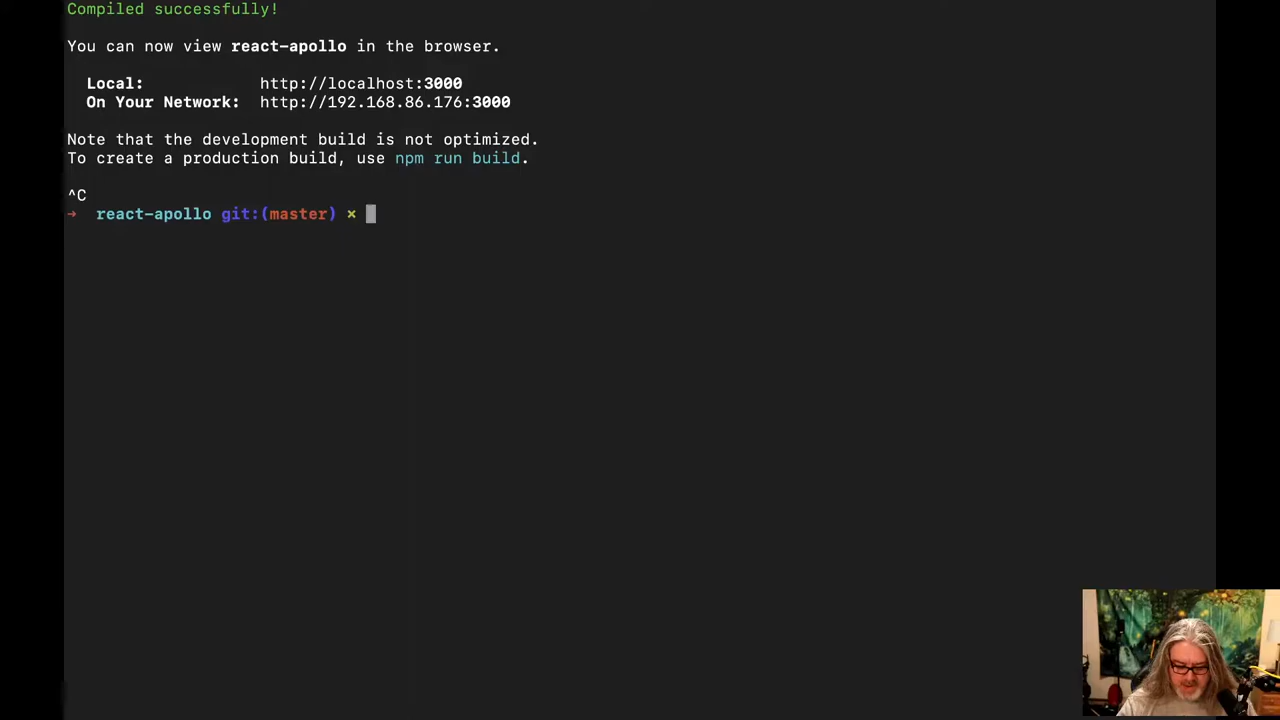 Compiled successfully!
You can now view react-apollo in the browser.
Local: http://localhost:3000
On Your Network: http://192.168.86.176:3000
Note that the development build is not optimized.
To create a production build, use npm run build.
^C
→ react-apollo git:(master) ×